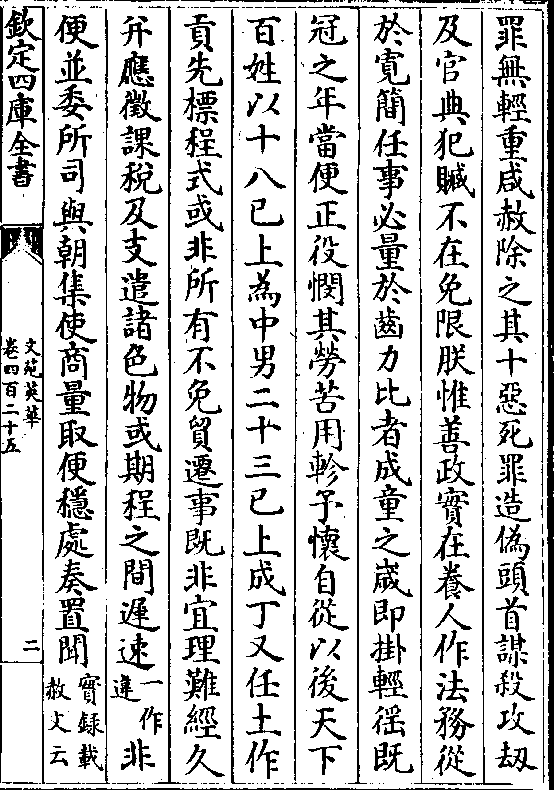 罪無輕重咸赦除之其十惡死罪造偽頭首謀殺攻刼
及官典犯贓不在免限朕惟善政實在養人作法務從
於寛簡任事必量於齒力比者成童之嵗即掛輕徭既
冠之年當便正役憫其勞苦用軫予懷自從以後天下
百姓以十八已上為中男二十三已上成丁又任土作
貢先標程式或非所有不免貿遷事既非宜理難經久
并應徵課稅及支遣諸色物或期程之間遲速一作違非
便並委所司與朝集使商量取便穩處奏置聞實録載赦文云
欽定四庫全書
文苑英華
卷四百二十五
二